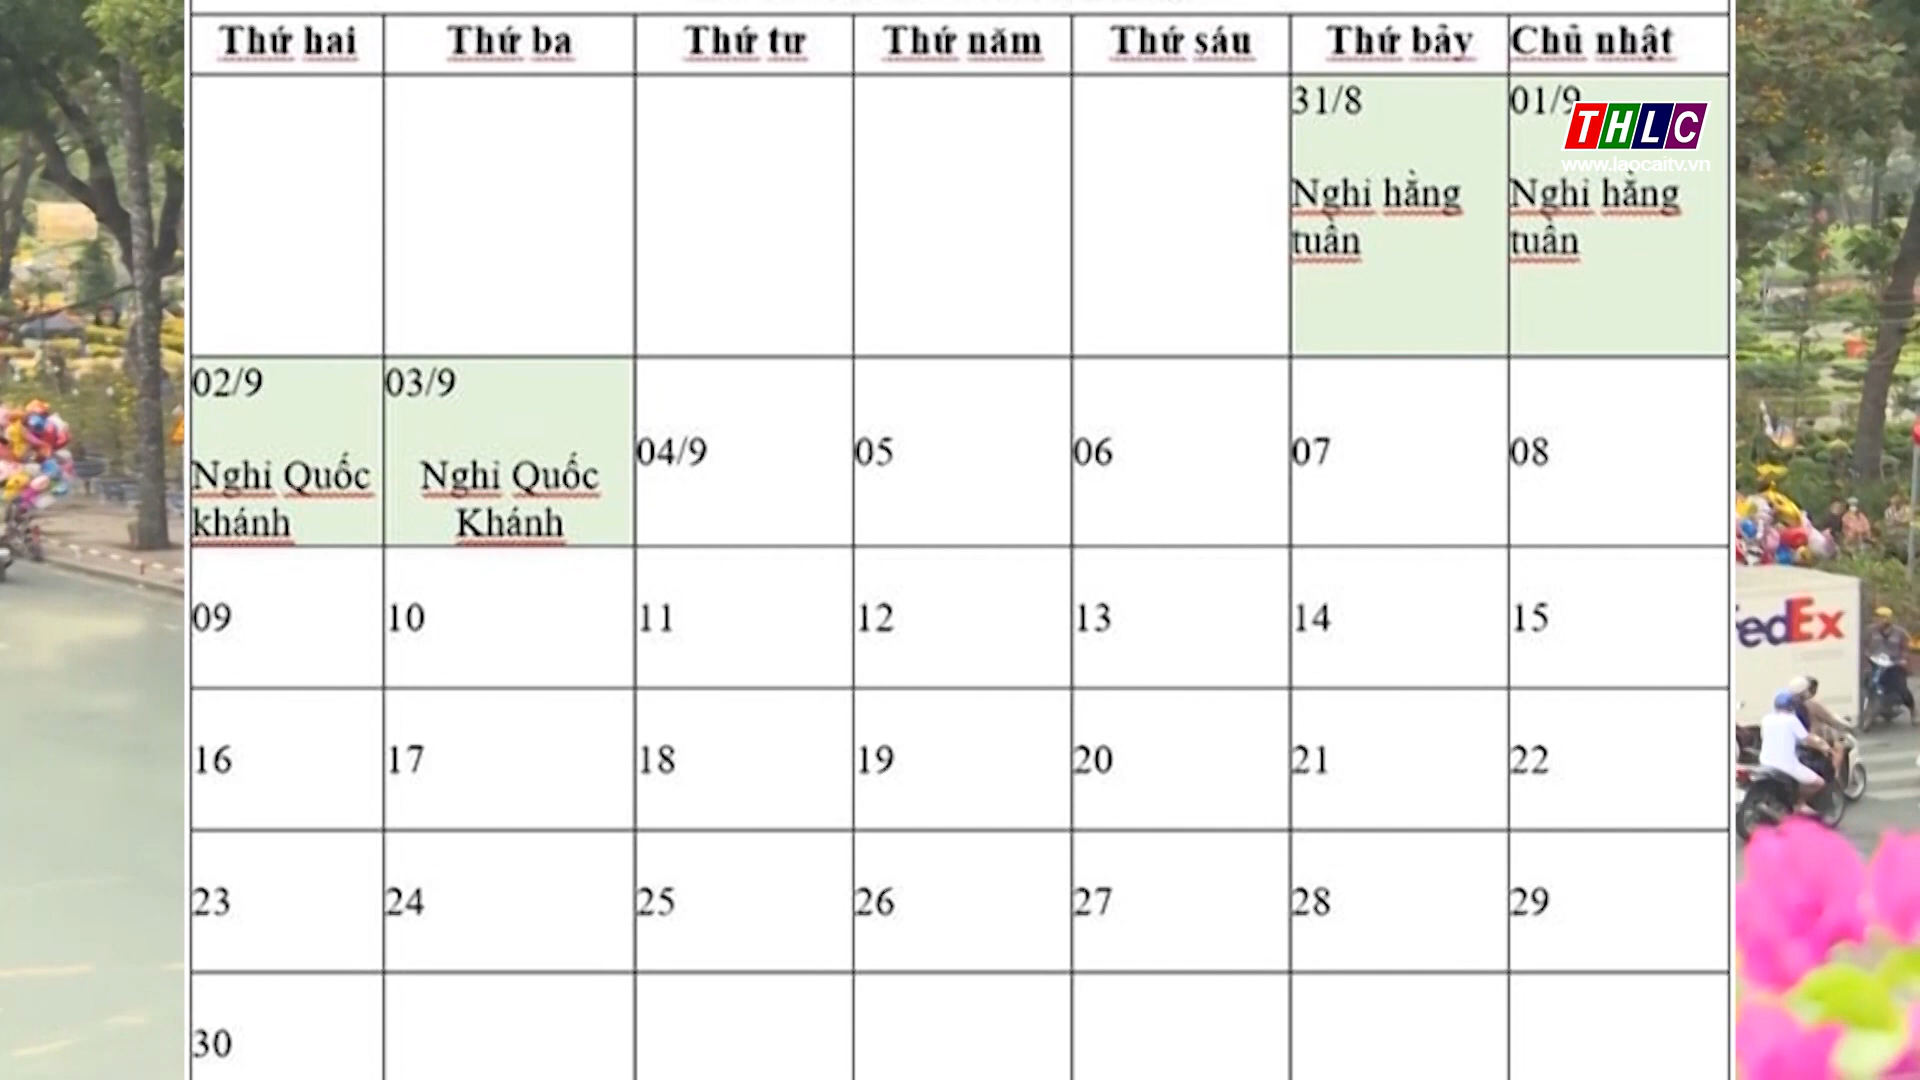 Thứ hai Thứ ba Thứ tư Thứ năm Thứ sáu Thứ bảy Chủ nhật
31/8 01/9
THLC
www.laocaitv.vn
Nghỉ hằng tuần
Nghỉ hằng tuần
02/9 03/9
Nghỉ Quốc khánh
Nghỉ Quốc Khánh
04/9 05 06 07 08
09 10 11 12 13 14 15
16 17 18 19 20 21 22
23 24 25 26 27 28 29
30
edEx